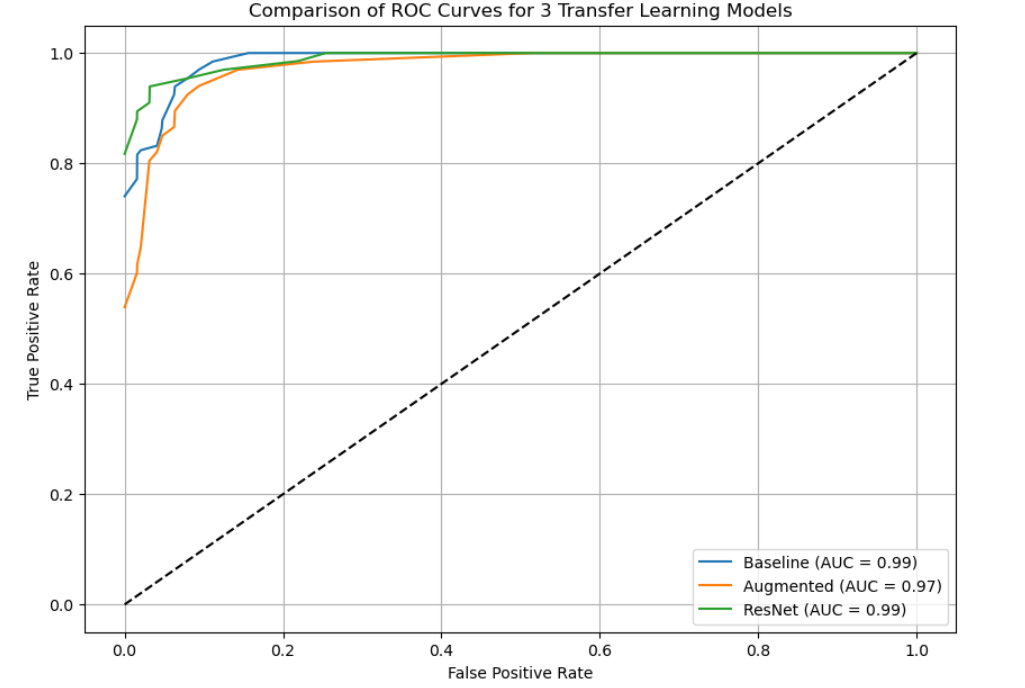 Comparison of ROC Curves for 3 Transfer Learning Models
True Positive Rate
1.0
0.8
0.6
0.4
0.2
0.0
Baseline (AUC = 0.99)
Augmented (AUC = 0.97)
ResNet (AUC = 0.99)
0.0 0.2 0.4 0.6 0.8 1.0
False Positive Rate